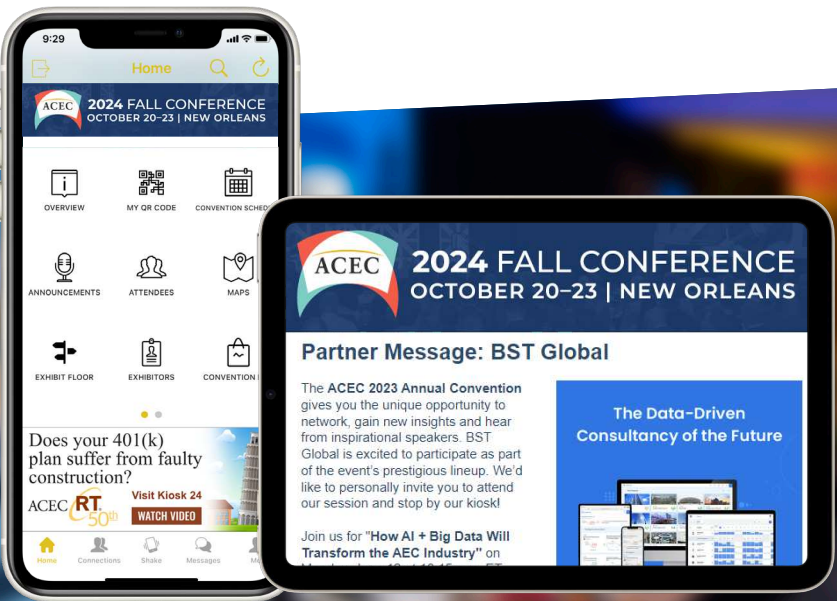 9:29
Home
ACEC
2024 FALL CONFERENCE
OCTOBER 20–23 | NEW ORLEANS
i
OVERVIEW
MY QR CODE
CONVENTION
ANNOUNCEMENTS
ATTENDEES
MAPS
EXHIBIT FLOOR
EXHIBITORS
CONVENTION
Does your 401(k)
plan suffer from faulty
construction?
ACEC RT 50th
Visit Kiosk 24
WATCH VIDEO
Home
Connections
Shake
Messages
ACEC
2024 FALL CONFERENCE
OCTOBER 20–23 | NEW ORLEANS
Partner Message: BST Global
The ACEC 2023 Annual Convention
gives you the unique opportunity to
network, gain new insights and hear
from inspirational speakers. BST
Global is excited to participate as part
of the event's prestigious lineup. We'd
like to personally invite you to attend
our session and stop by our kiosk!
Join us for "How AI + Big Data Will
Transform the AEC Industry" on
The Data-Driven
Consultancy of the Future